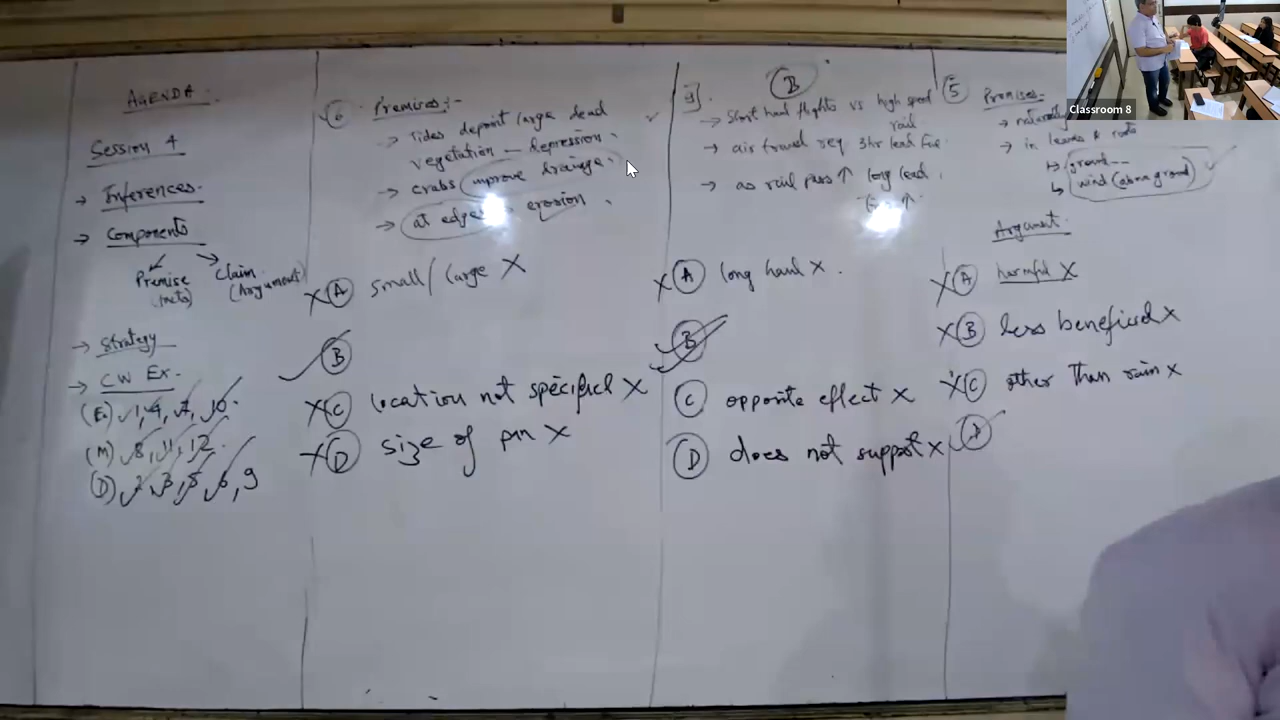 AGENDA
Session 4
→ Inferences.
→ Components
Premise
Claim
(Argument)
→ Strategy
→ CW Ex.
(E) 1, 4, 7, 10.
(M) 8, 11, 12.
(D) 2, 3, 5, 6, 9
6 Premises:-
→ Tides deposit large dead
vegetation — depression
→ crabs improve drainage
→ at edges, erosion
X A small/large X
B
X C location not specified X
X D size of X
B
→ Short haul flights vs high speed
rail
→ air travel req 3hr lead
→ as rail pass ↑ long lead
X A long haul X.
B
C opposite effect X
D does not support X
5 Premises-
→ naturally
→ in leaves & roots
↳ ground--
↳ wind (above ground)
Argument
X A harmful X
X B less beneficial X
X C other than rain X
D
Classroom 8